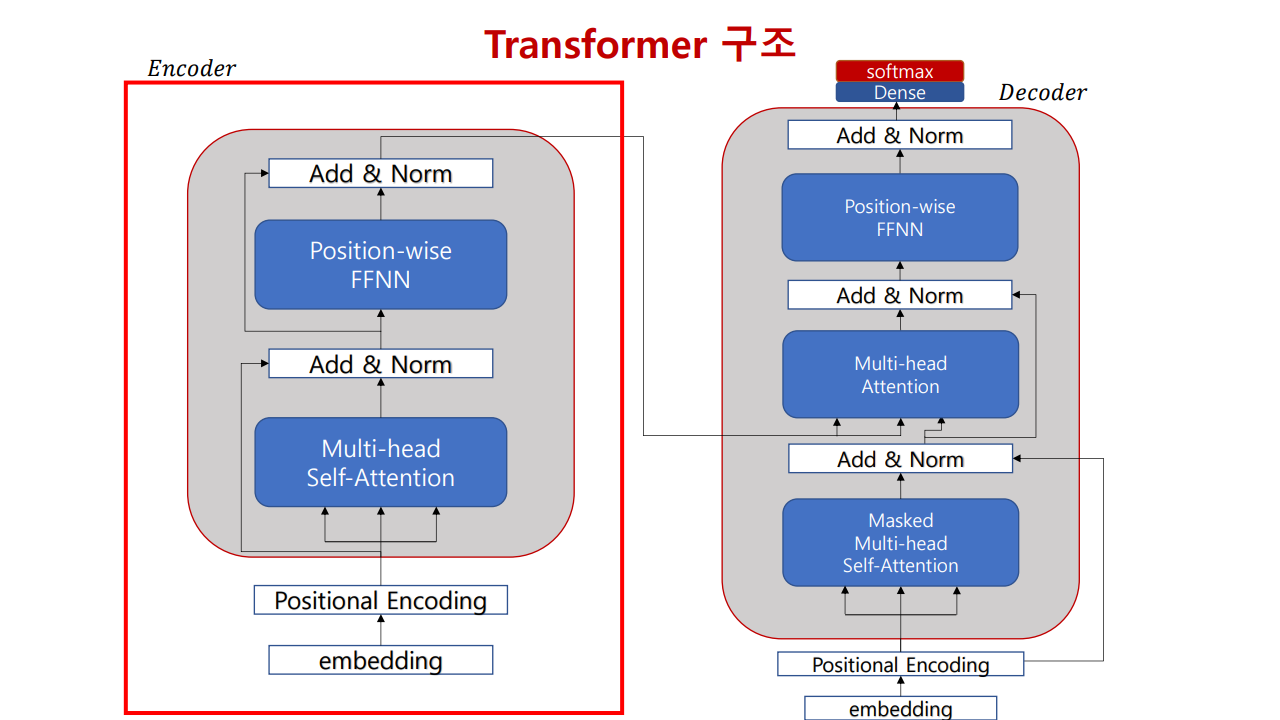 Transformer 구조
Encoder
Add & Norm
Position-wise
FFNN
Add & Norm
Multi-head
Self-Attention
Positional Encoding
embedding
softmax
Dense
Decoder
Add & Norm
Position-wise
FFNN
Add & Norm
Multi-head
Attention
Add & Norm
Masked
Multi-head
Self-Attention
Positional Encoding
embedding